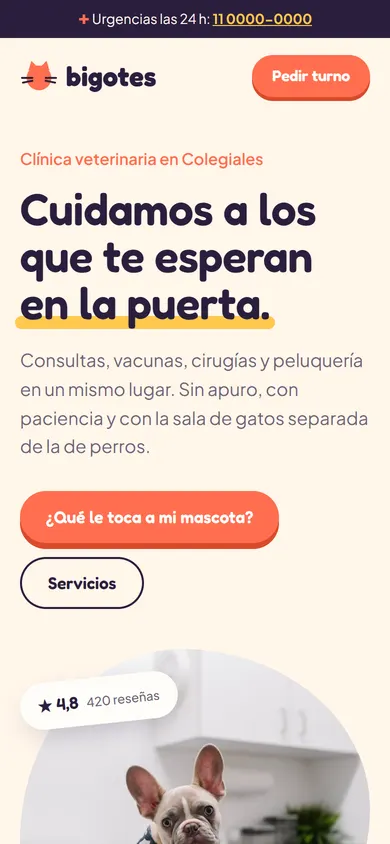 Urgencias las 24 h: 11 0000-0000
bigotes
Pedir turno
Clínica veterinaria en Colegiales
Cuidamos a los
que te esperan
en la puerta.
Consultas, vacunas, cirugías y peluquería
en un mismo lugar. Sin apuro, con
paciencia y con la sala de gatos separada
de la de perros.
¿Qué le toca a mi mascota?
Servicios
★ 4,8 420 reseñas